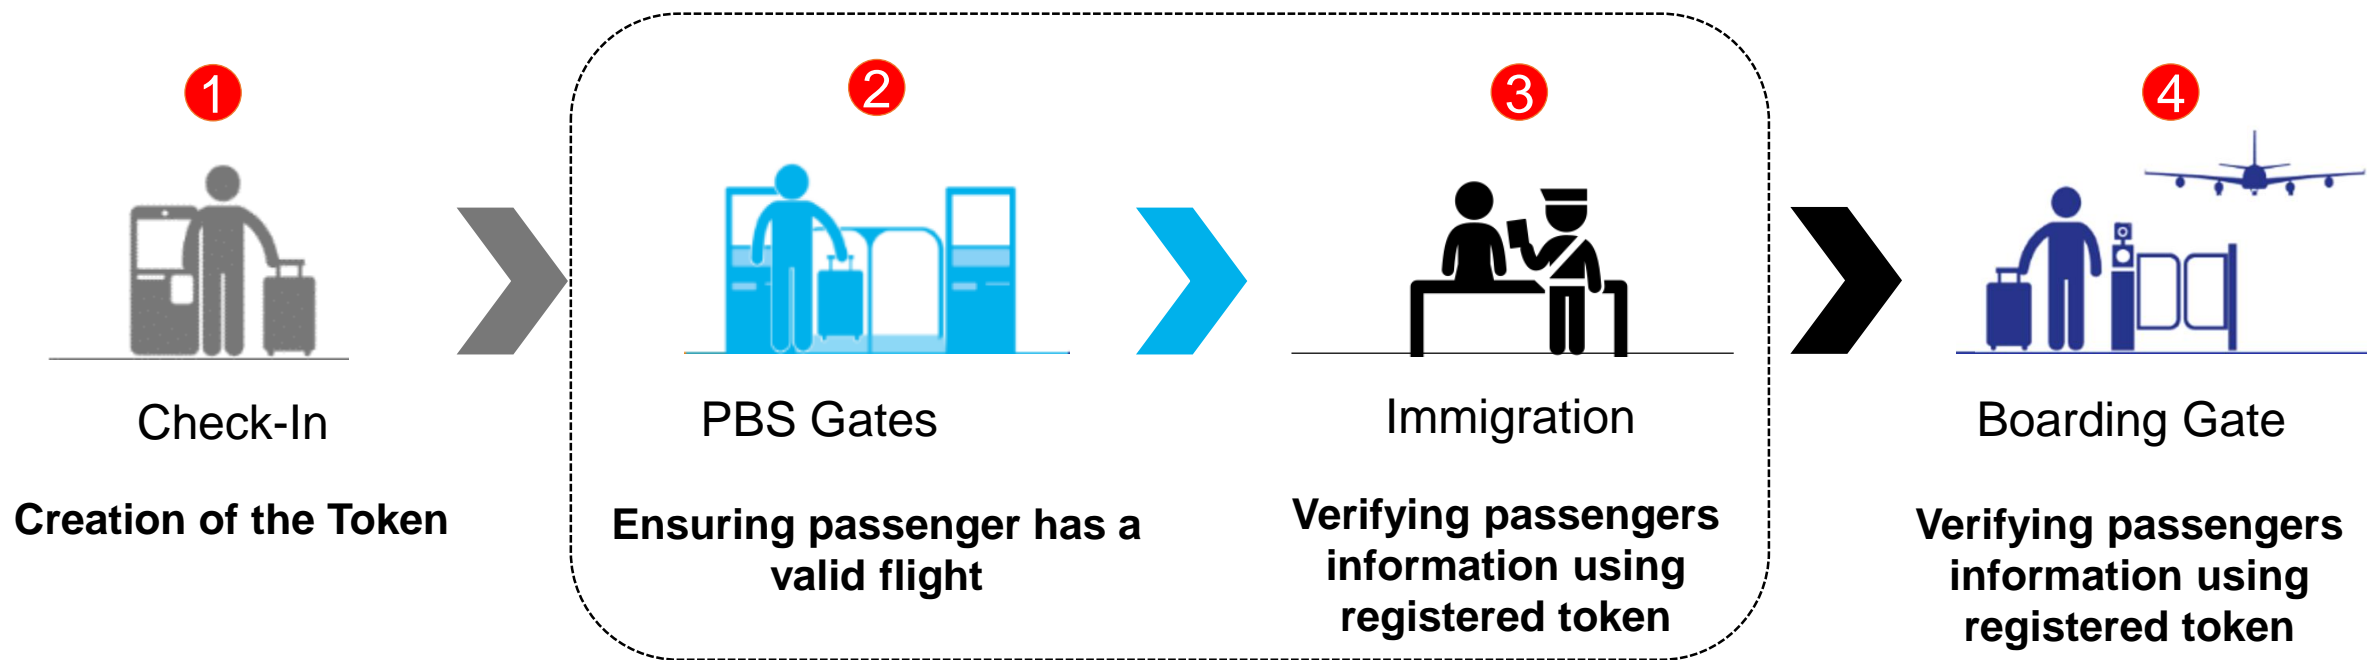 1
Check-In
Creation of the Token
2
PBS Gates
Ensuring passenger has a
valid flight
3
Immigration
Verifying passengers
information using
registered token
4
Boarding Gate
Verifying passengers
information using
registered token